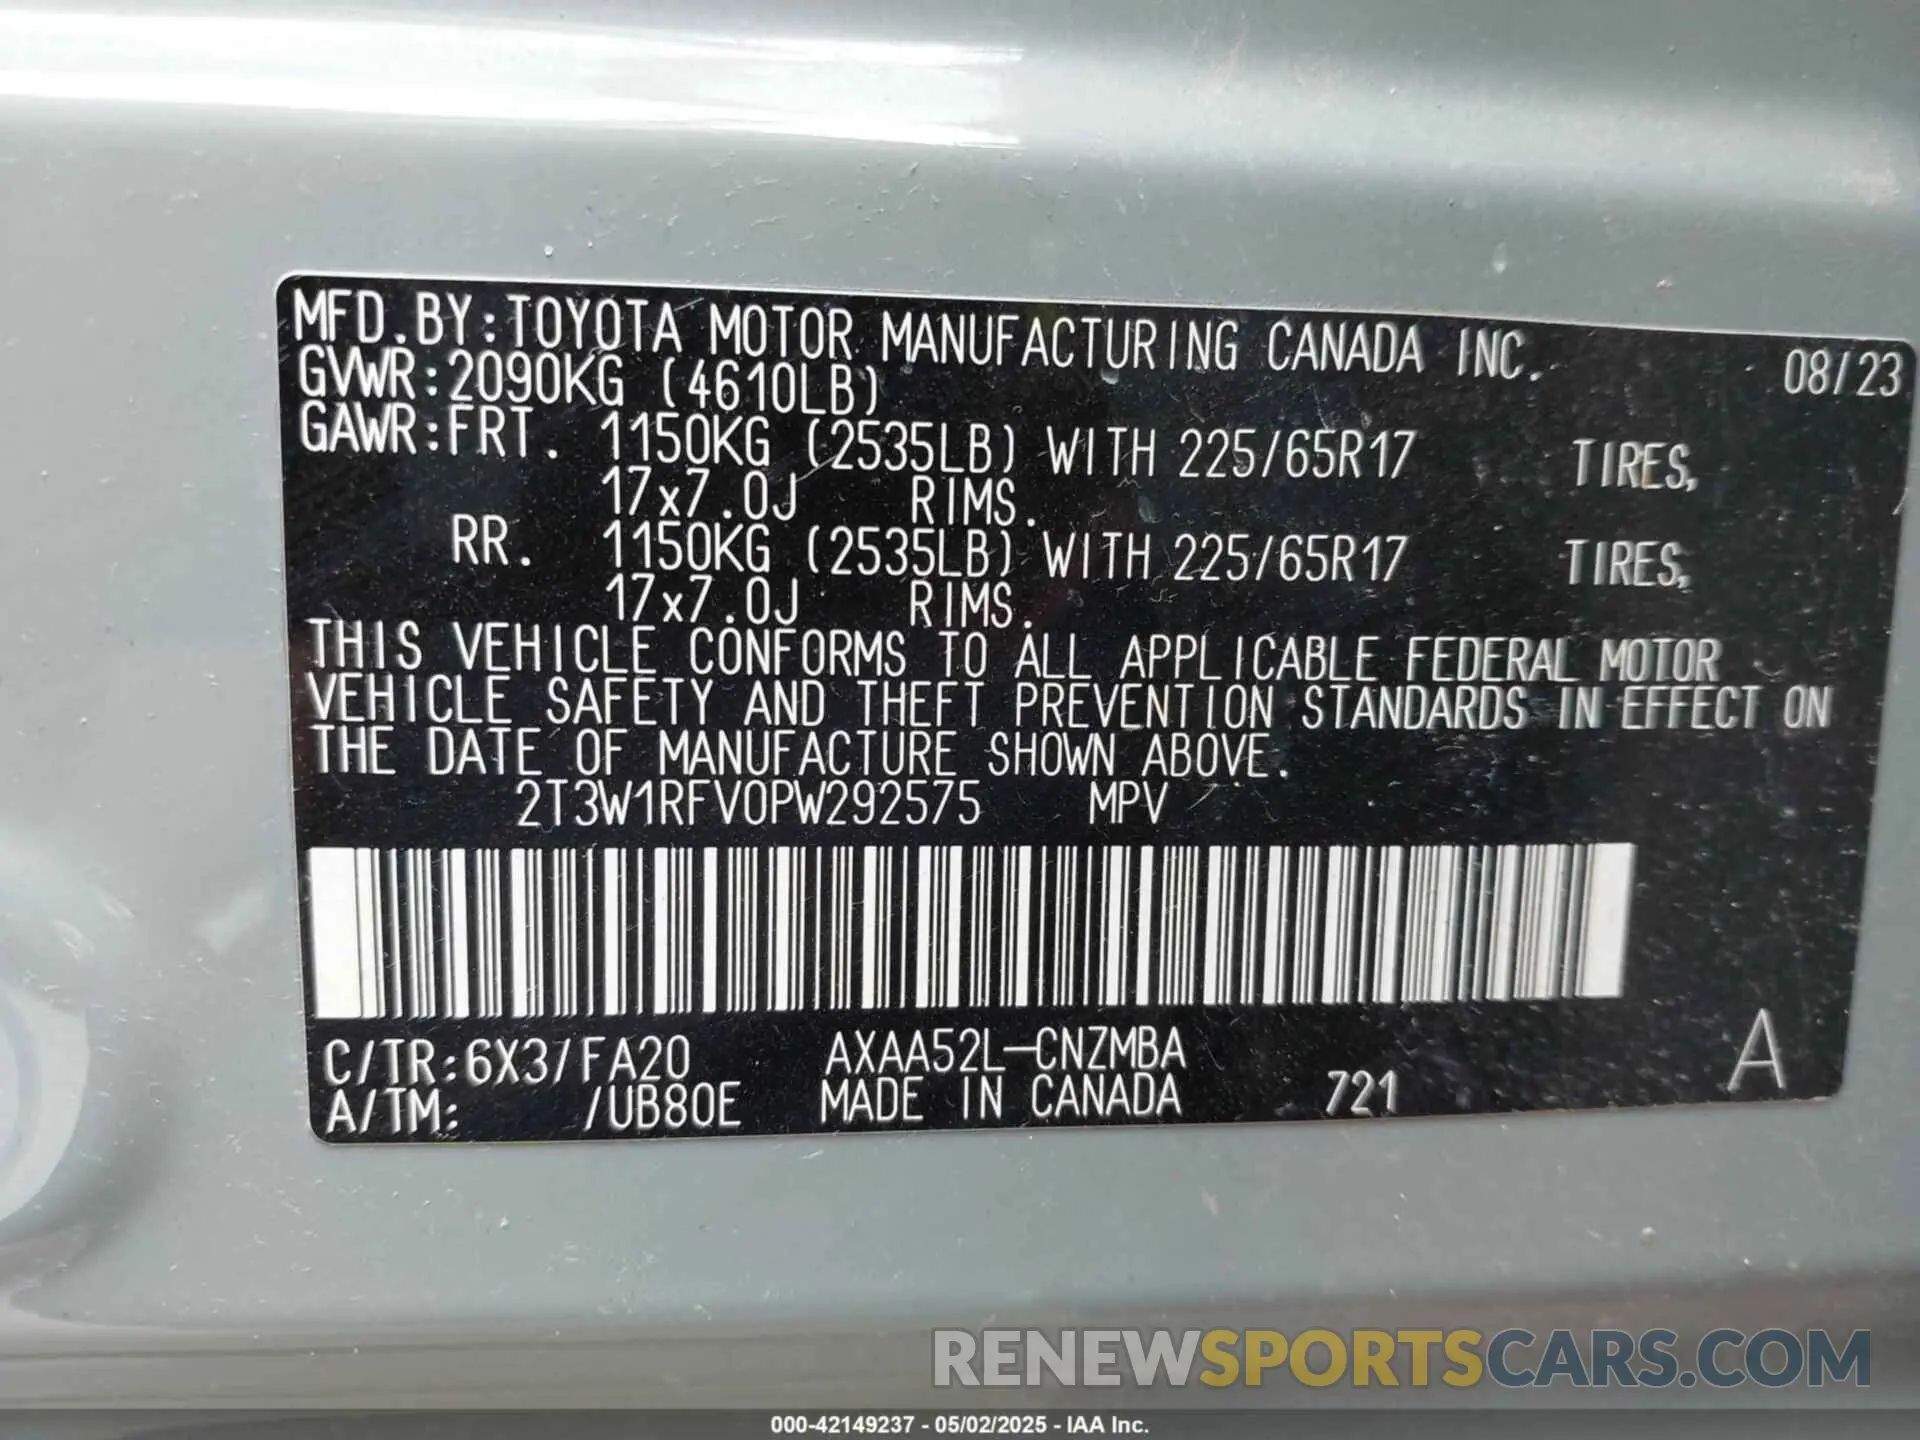 MFD.BY:TOYOTA MOTOR MANUFACTURING CANADA INC. 08/23
GVWR:2090KG (4610LB)
GAWR:FRT. 1150KG (2535LB) WITH 225/65R17 TIRES,
17x7.0J RIMS.
RR. 1150KG (2535LB) WITH 225/65R17 TIRES,
17x7.0J RIMS.
THIS VEHICLE CONFORMS TO ALL APPLICABLE FEDERAL MOTOR
VEHICLE SAFETY AND THEFT PREVENTION STANDARDS IN EFFECT ON
THE DATE OF MANUFACTURE SHOWN ABOVE.
2T3W1RFV0PW292575 MPV
C/TR:6X3/FA20 AXAA52L-CNZMBA A
A/TM: /UB80E MADE IN CANADA 721
RENEWSPORTSCARS.COM
000-42149237 - 05/02/2025 - IAA Inc.